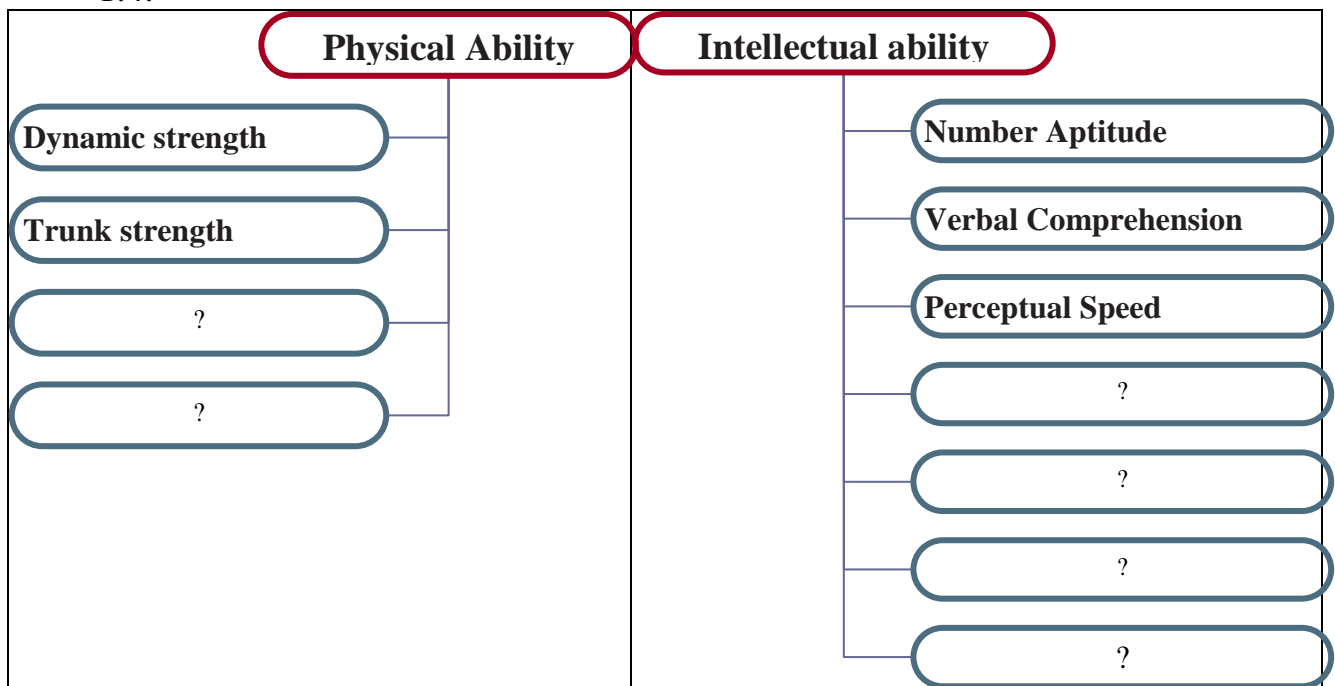 Physical Ability
Dynamic strength
Trunk strength
?
?
Intellectual ability
Number Aptitude
Verbal Comprehension
Perceptual Speed
?
?
?
?